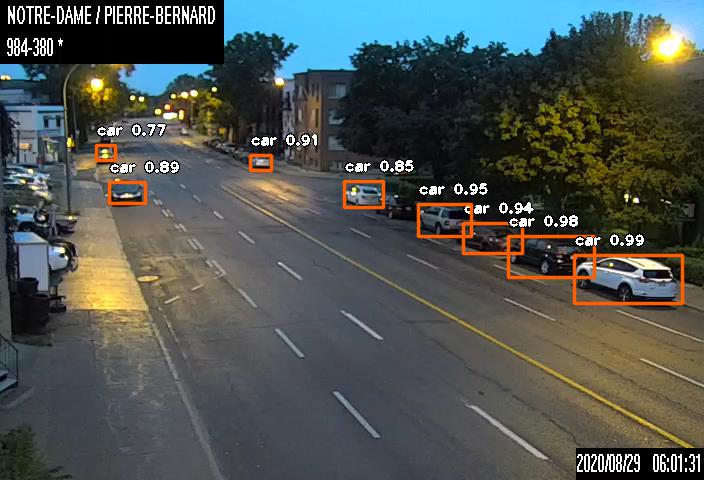 NOTRE-DAME / PIERRE-BERNARD
984-380 *
car 0.77
car 0.91
car 0.89
car 0.85
car 0.95
car 0.94
car 0.98
car 0.99
2020/08/29 06:01:31